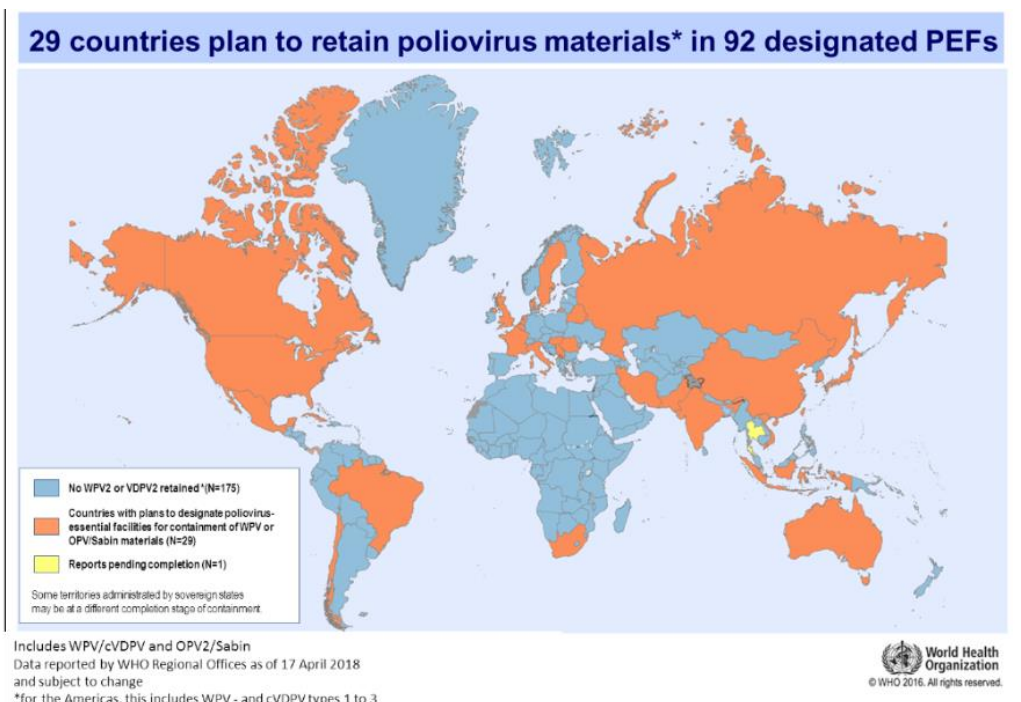 29 countries plan to retain poliovirus materials* in 92 designated PEFs
No WPV2 or VDPV2 retained*(N=175)
Countries with plans to designate poliovirus-
essential facilities for containment of WPV or
OPV/Sabin materials (N=29)
Reports pending completion (N=1)
Some territories administered by sovereign states
may be at a different completion stage of containment.
Includes WPV/cVDPV and OPV2/Sabin
Data reported by WHO Regional Offices as of 17 April 2018
and subject to change
*for the Americas, this includes WPV - and cVDPV types 1 to 3
World Health
Organization
© WHO 2016. All rights reserved.